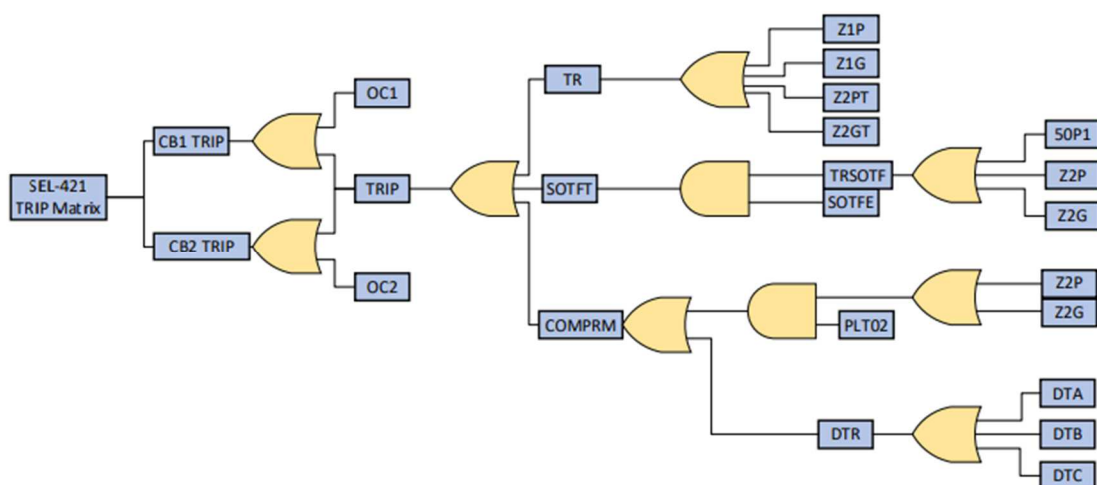 SEL-421
TRIP Matrix
CB1 TRIP
CB2 TRIP
OC1
TRIP
OC2
TR
SOTFT
COMPRM
Z1P
Z1G
Z2PT
Z2GT
TRSOTF
SOTFE
50P1
Z2P
Z2G
PLT02
Z2P
Z2G
DTR
DTA
DTB
DTC